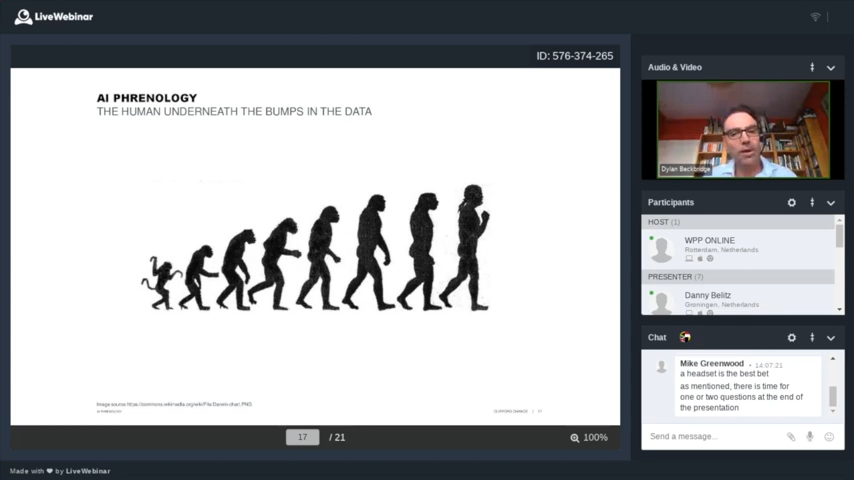 LiveWebinar
ID: 576-374-265
AI PHRENOLOGY
THE HUMAN UNDERNEATH THE BUMPS IN THE DATA
AI PHRENOLOGY
17
17 / 21
100%
Audio & Video
Dylan Beckbridge
Participants
HOST (1)
WPP ONLINE
Rotterdam, Netherlands
PRESENTER (7)
Danny Belitz
Groningen, Netherlands
Chat
Mike Greenwood • 14:07:21
a headset is the best bet
as mentioned, there is time for
one or two questions at the end of
the presentation
Send a message...
Made with ❤ by LiveWebinar